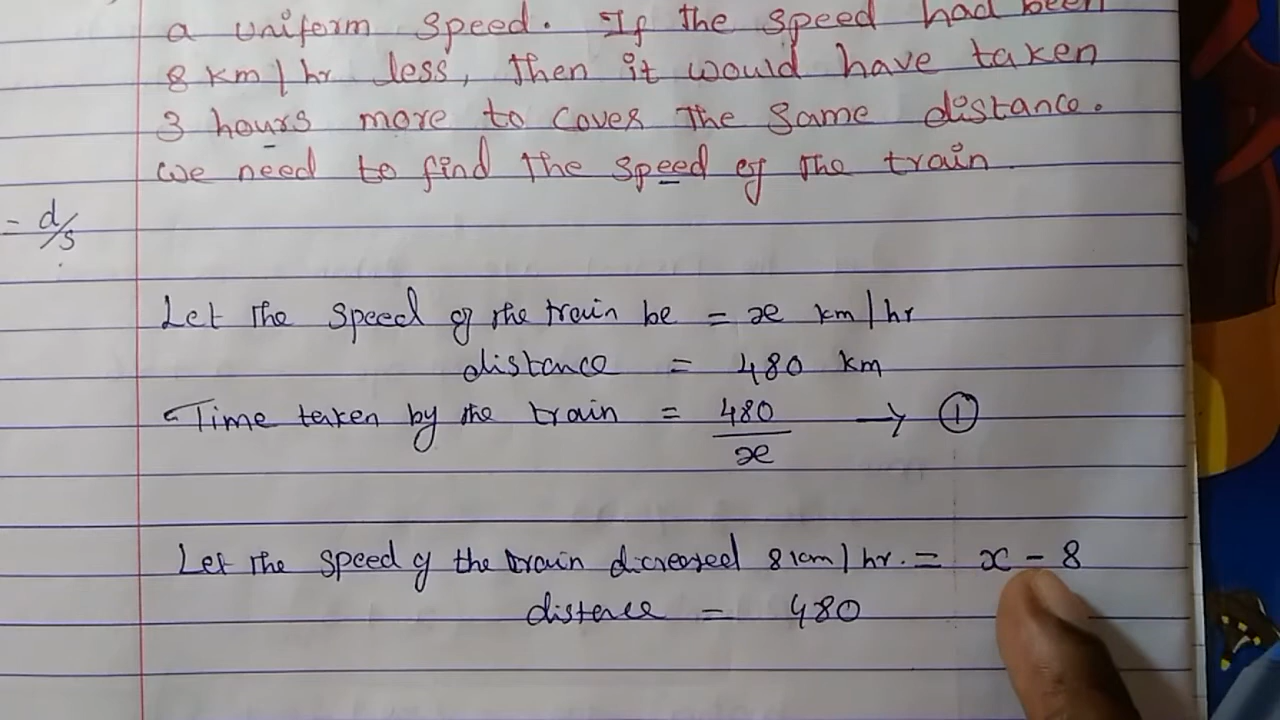 a uniform speed. If the speed had been
8 km/hr less, then it would have taken
3 hours more to cover the same distance.
we need to find the speed of the train.
= d/s
Let the speed of the train be = x km/hr
distance = 480 km
Time taken by the train = 480/x → ①
Let the speed of the train dicreased 8 km/hr. = x - 8
distance = 480